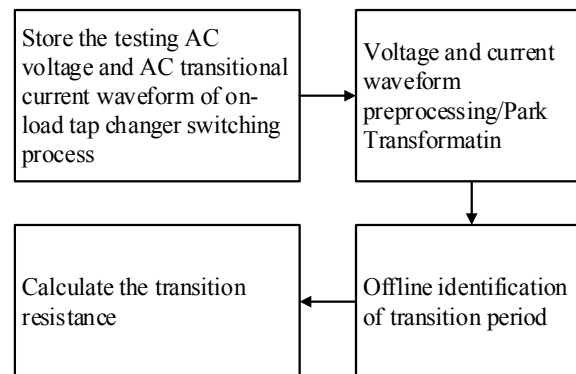 Store the testing AC
voltage and AC transitional
current waveform of on-
load tap changer switching
process
Voltage and current
waveform
preprocessing/Park
Transformatin
Offline identification
of transition period
Calculate the transition
resistance